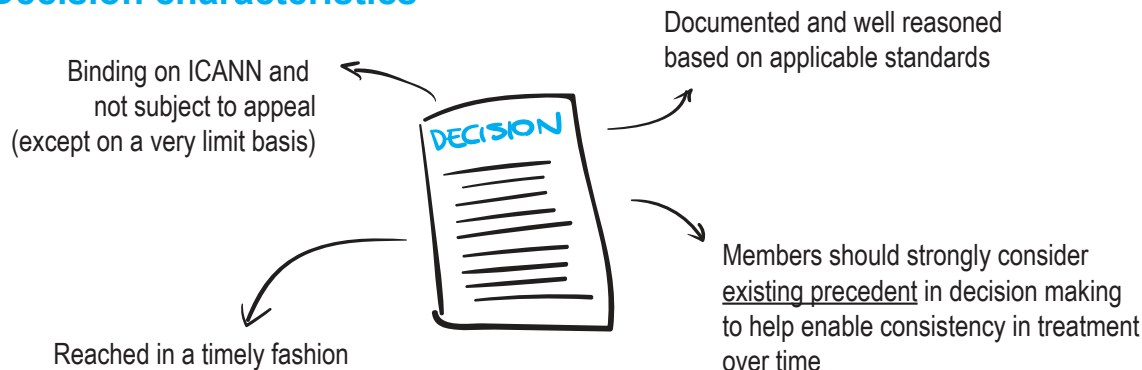 Decision characteristics
Binding on ICANN and
not subject to appeal
(except on a very limit basis)
Documented and well reasoned
based on applicable standards
DECISION
Reached in a timely fashion
Members should strongly consider
existing precedent in decision making
to help enable consistency in treatment
over time